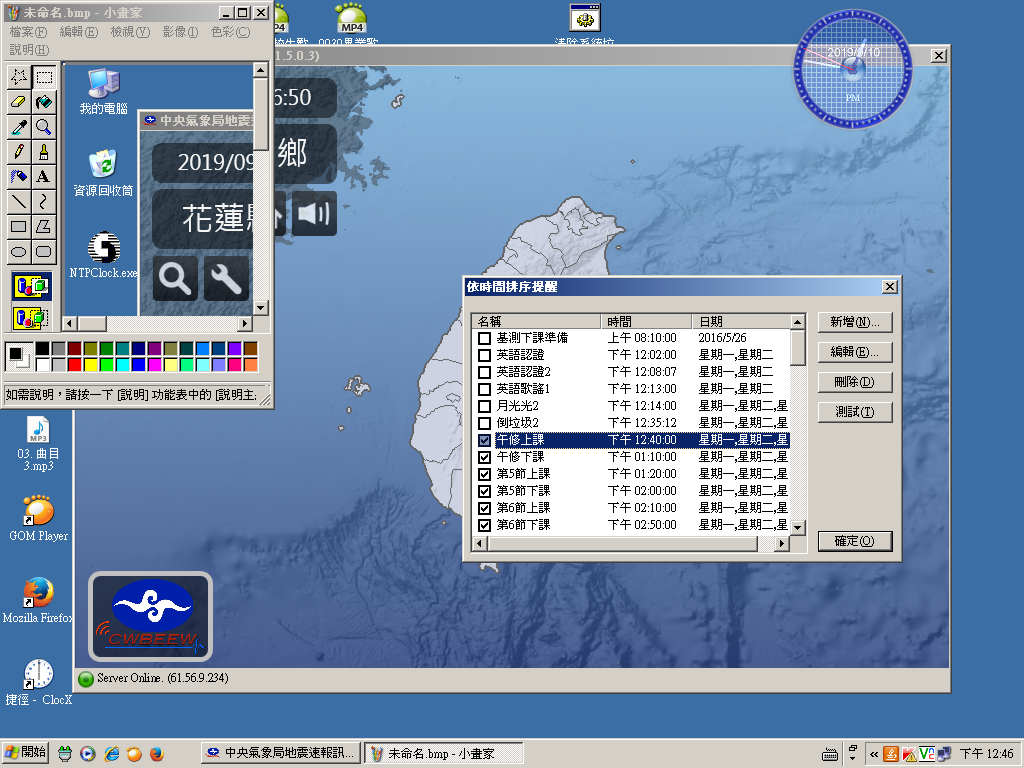 未命名.bmp - 小畫家
檔案(F) 編輯(E) 檢視(V) 影像(I) 色彩(C)
說明(H)
我的電腦
資源回收筒
NTPClock.exe
中央氣象局地震
2019/09
花蓮
如需說明，請按一下 [說明] 功能表中的 [說明主
MP4
MP4
清除系統垃
1.5.0.3)
6:50
鄉
2019/9/10
PM
依時間排序提醒
名稱 時間 日期
基測下課準備 上午 08:10:00 2016/5/26
英語認證 下午 12:02:00 星期一,星期二
英語認證2 下午 12:08:07 星期一,星期二
英語歌謠1 下午 12:13:00 星期一,星期二
月光光2 下午 12:14:00 星期一,星期二,星
倒垃圾2 下午 12:35:12 星期一,星期二,星
午修上課 下午 12:40:00 星期一,星期二,星
午修下課 下午 01:10:00 星期一,星期二,星
第5節上課 下午 01:20:00 星期一,星期二,星
第5節下課 下午 02:00:00 星期一,星期二,星
第6節上課 下午 02:10:00 星期一,星期二,星
第6節下課 下午 02:50:00 星期一,星期二,星
新增(N)...
編輯(E)...
刪除(D)
測試(T)
確定(O)
MP3
03. 曲目
3.mp3
GOM Player
Mozilla Firefox
捷徑 - ClocX
CWBEEW
Server Online. (61.56.9.234)
開始
中央氣象局地震速報訊...
未命名.bmp - 小畫家
下午 12:46